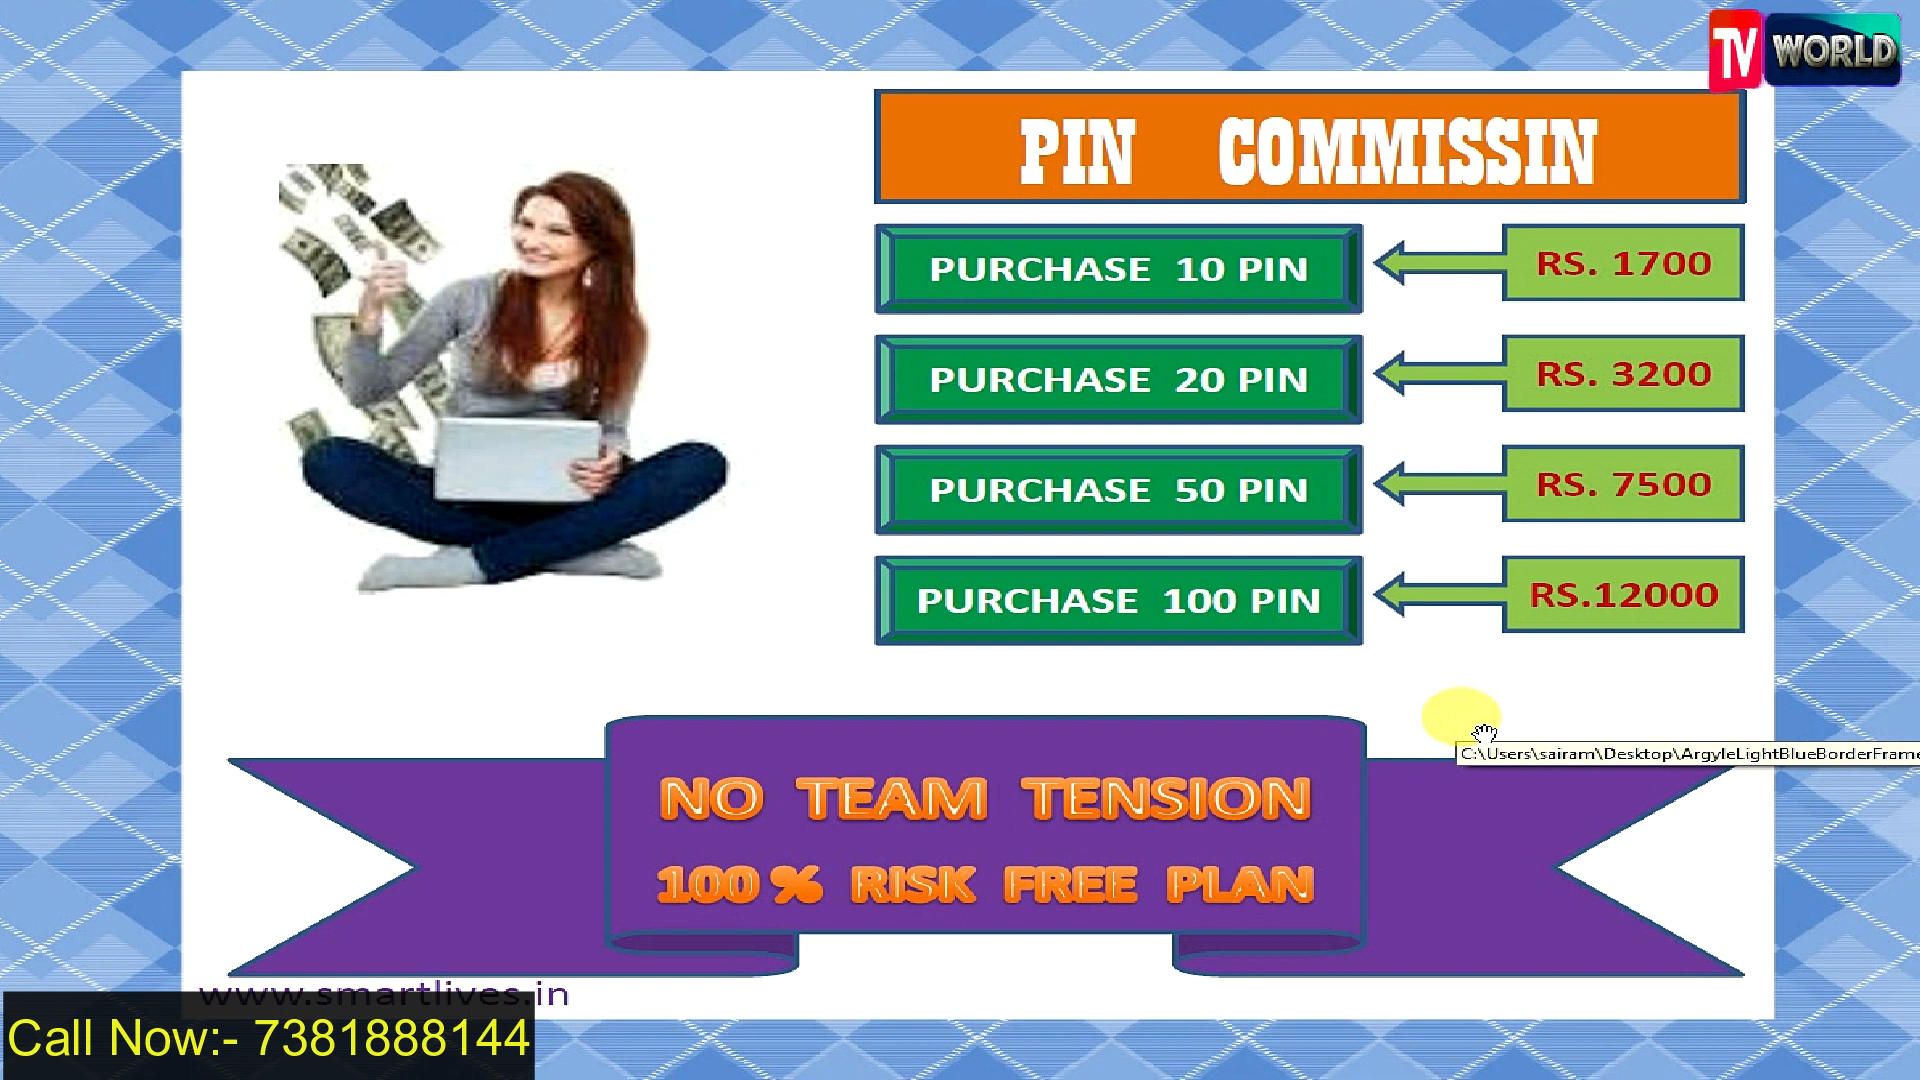 TV WORLD
PIN COMMISSIN
PURCHASE 10 PIN
RS. 1700
PURCHASE 20 PIN
RS. 3200
PURCHASE 50 PIN
RS. 7500
PURCHASE 100 PIN
RS.12000
C:\Users\sairam\Desktop\ArgyleLightBlueBorderFrame
NO TEAM TENSION
100 % RISK FREE PLAN
www.smartlives.in
Call Now:- 7381888144